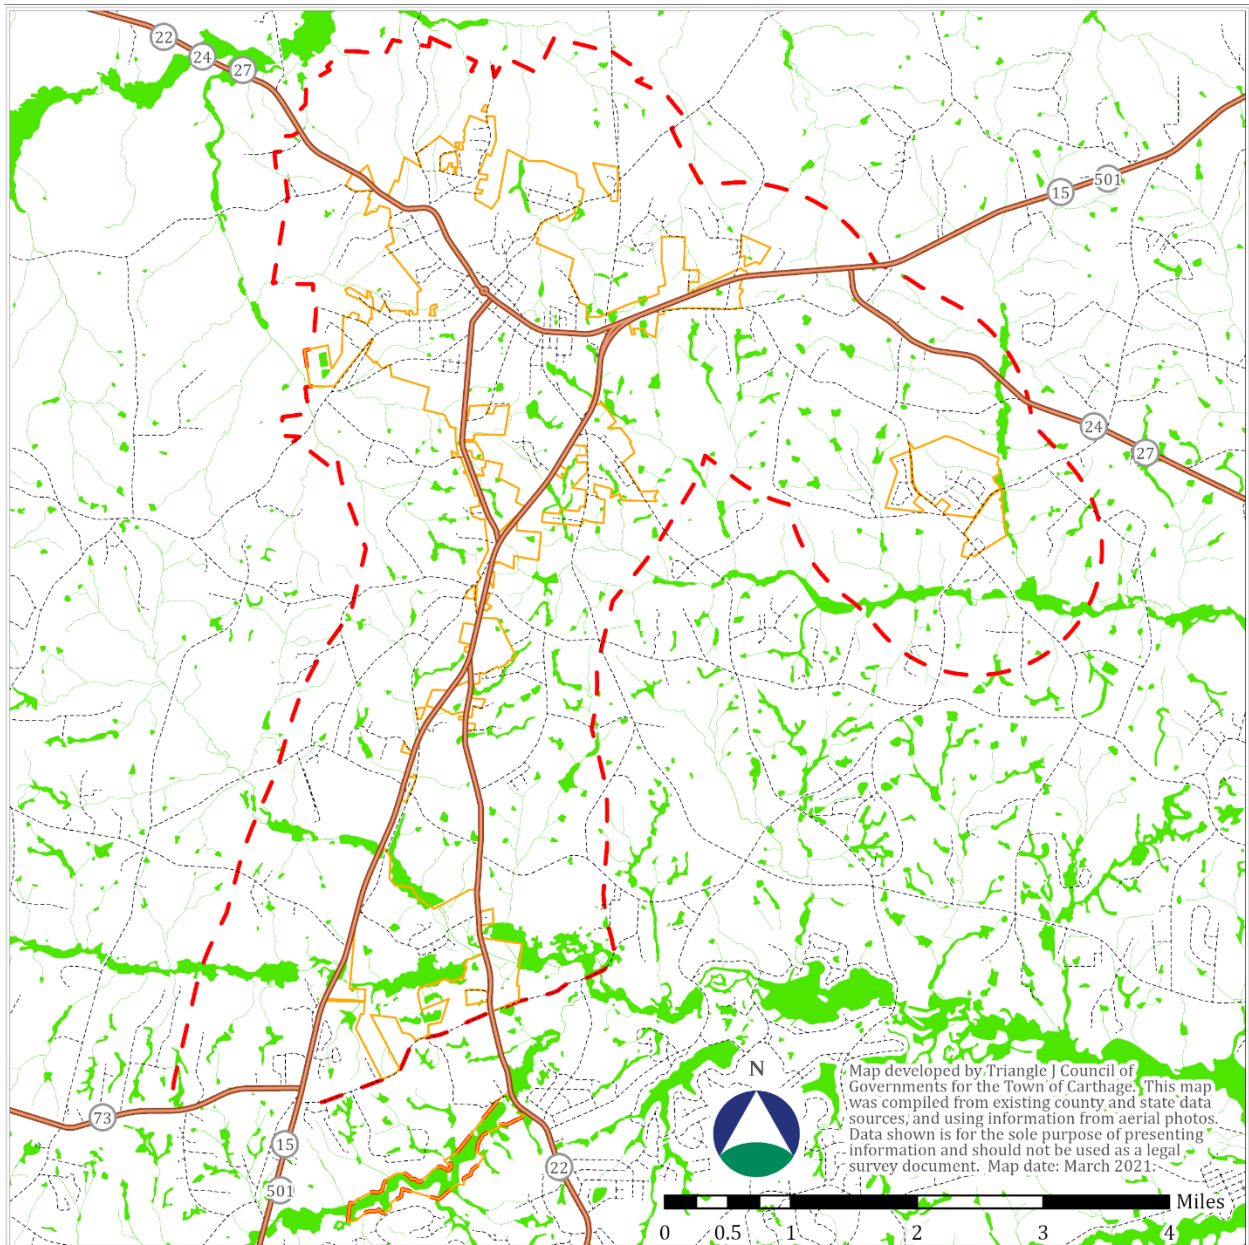 22
24
27
501
15
24
27
N
Map developed by Triangle J Council of
Governments for the Town of Carthage. This map
was compiled from existing county and state data
sources, and using information from aerial photos.
Data shown is for the sole purpose of presenting
information and should not be used as a legal
survey document. Map date: March 2021.
73
15
22
501
Miles
0 0.5 1 2 3 4